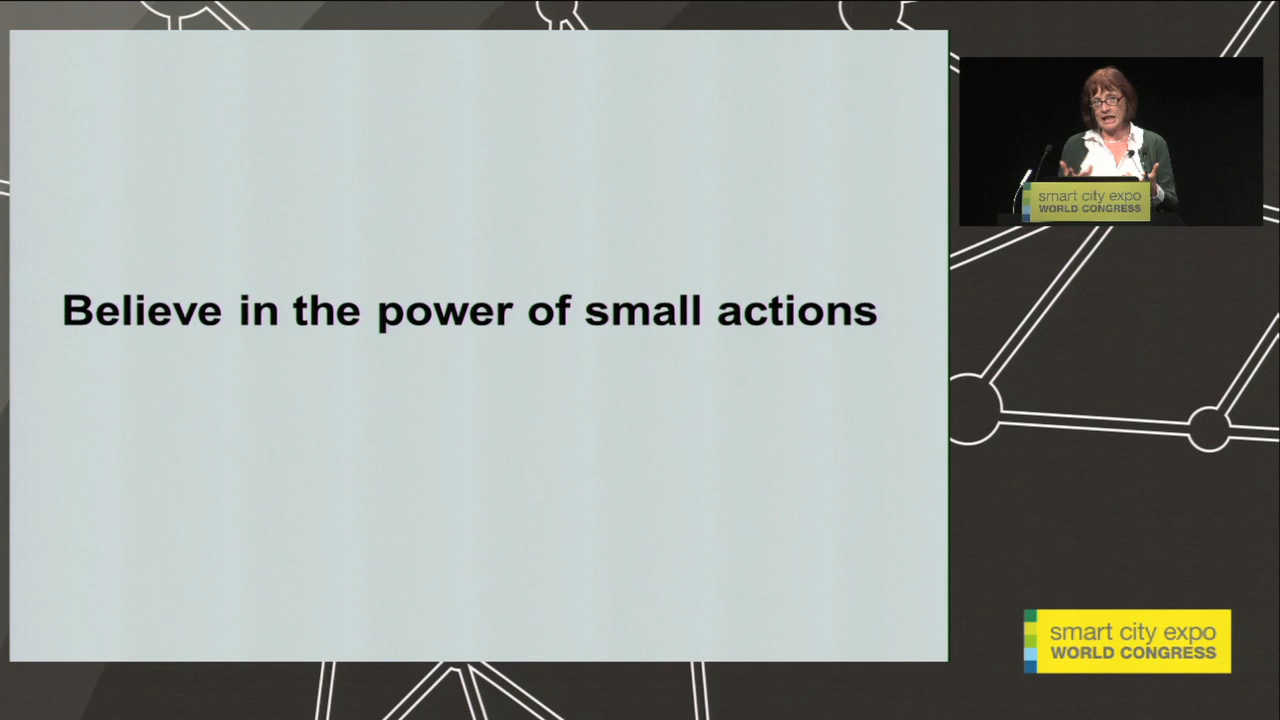 Believe in the power of small actions
smart city expo
WORLD CONGRESS
smart city expo
WORLD CONGRESS